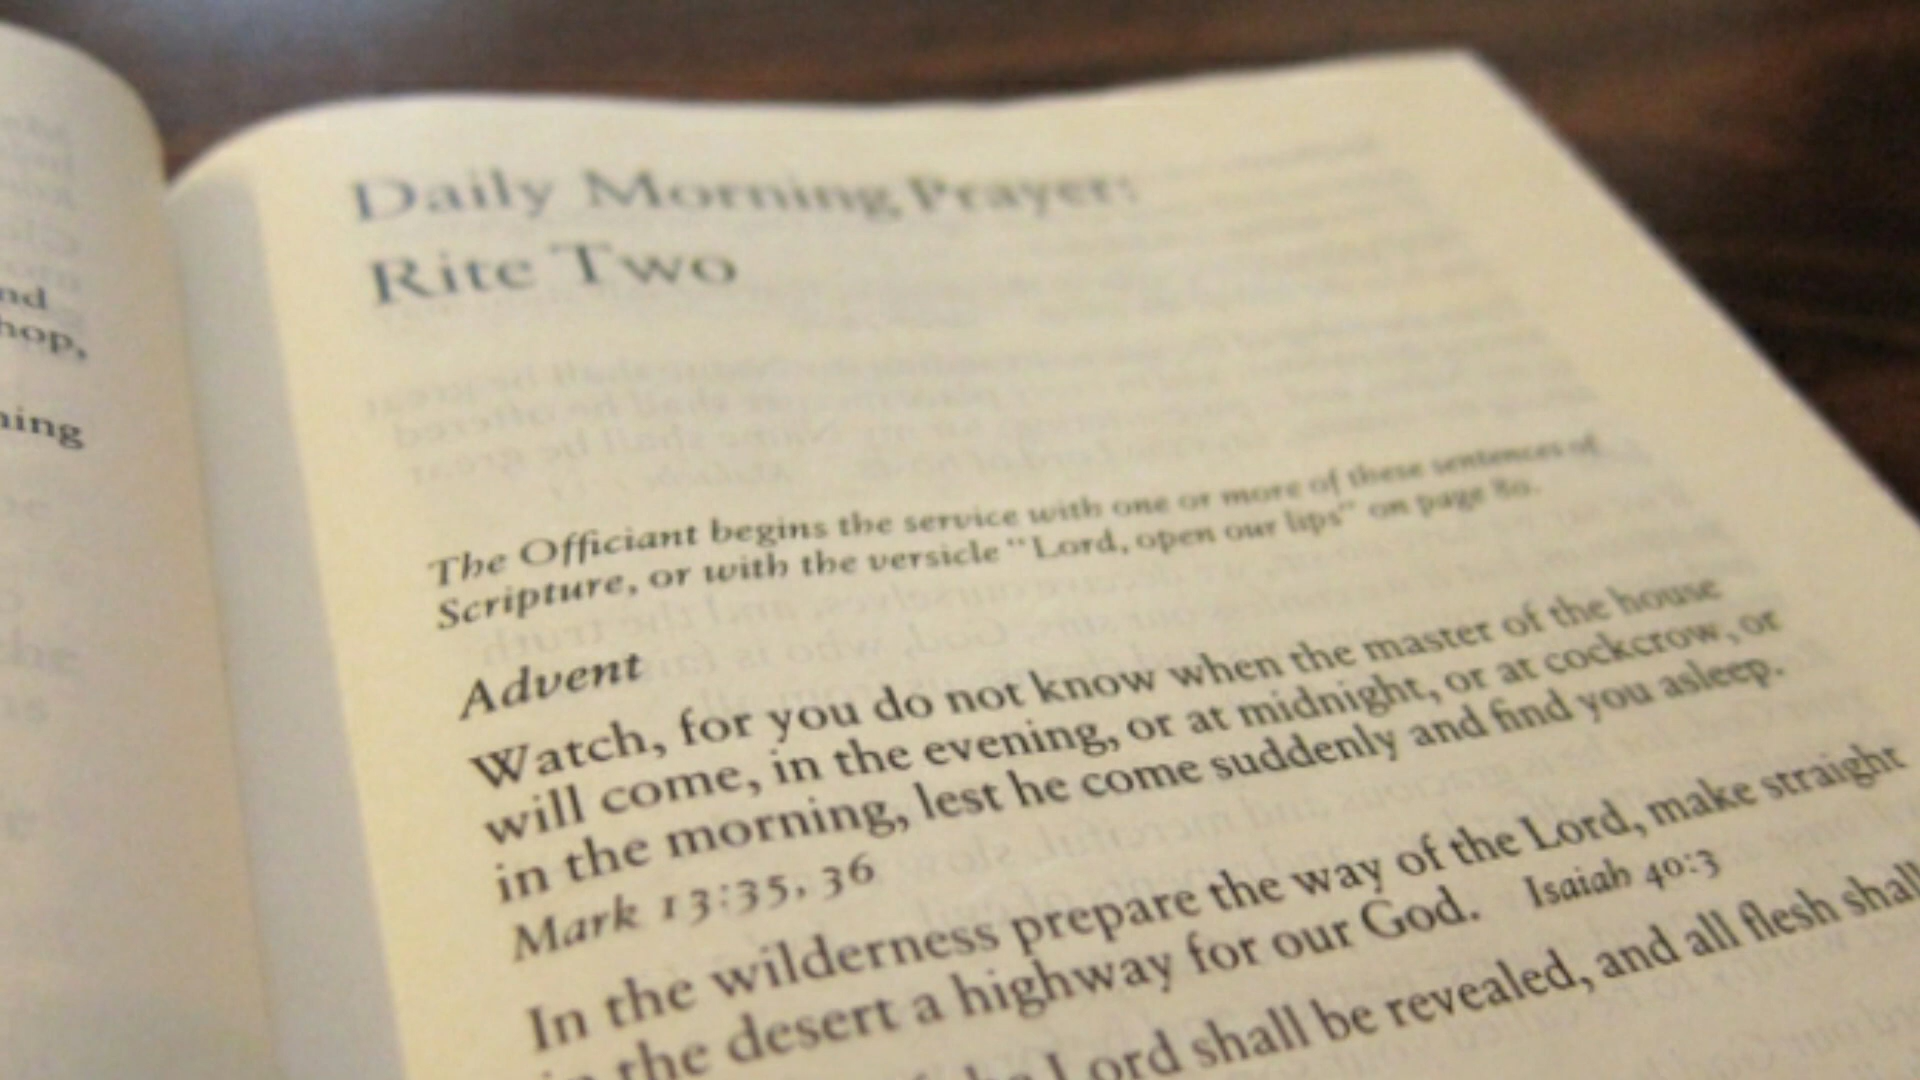 nd
hop,
ning
Daily Morning Prayer:
Rite Two
The Officiant begins the service with one or more of these sentences of
Scripture, or with the versicle "Lord, open our lips" on page 80.
Advent
Watch, for you do not know when the master of the house
will come, in the evening, or at midnight, or at cockcrow, or
in the morning, lest he come suddenly and find you asleep.
Mark 13:35, 36
In the wilderness prepare the way of the Lord, make straight
in the desert a highway for our God. Isaiah 40:3
the Lord shall be revealed, and all flesh shall